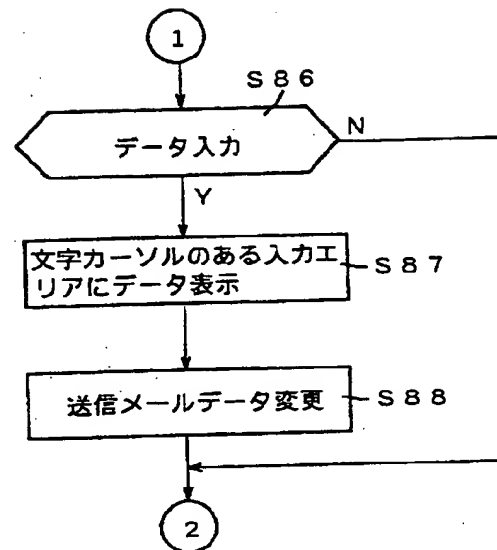 1
S86
データ入力
N
Y
文字カーソルのある入力エ
リアにデータ表示
S87
送信メールデータ変更
S88
2